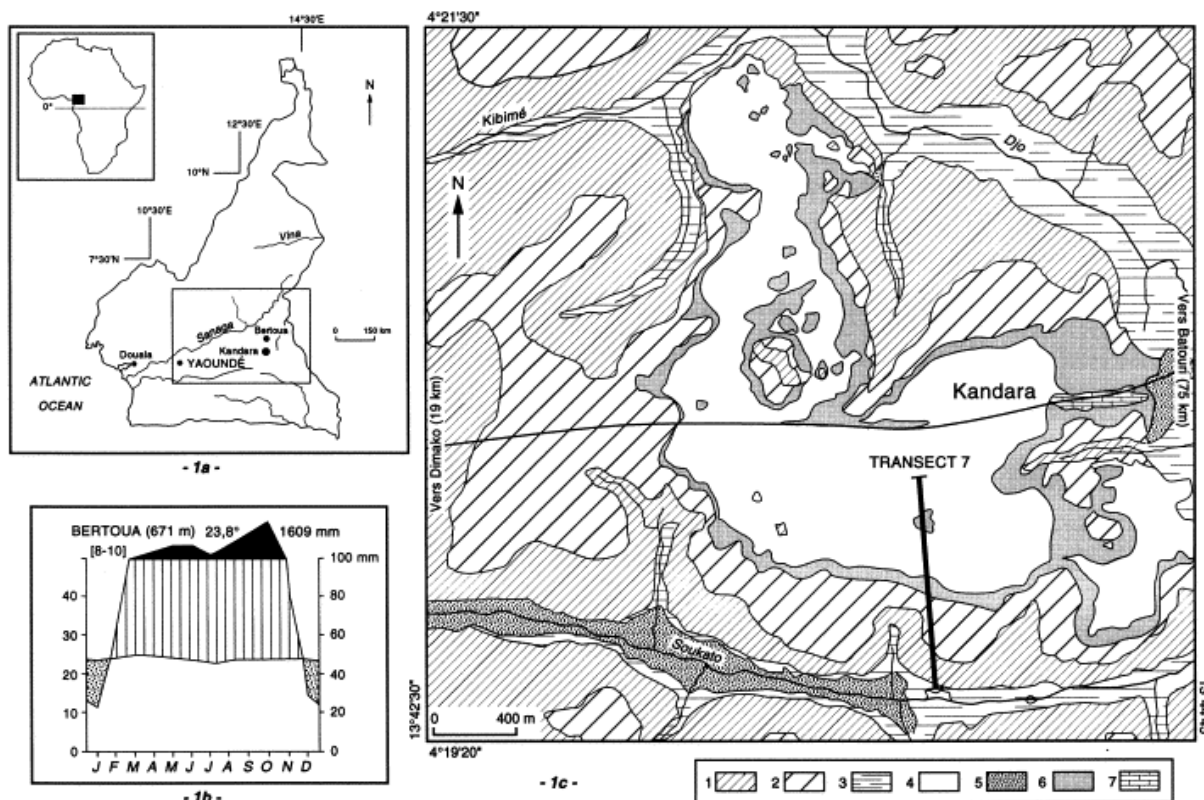 14°30'E
0°
N
12°30'E
10°N
10°30'E
7°30'N
Vina
Sanaga
Bertoua
Kandara
Douala
YAOUNDÉ
0 150 km
ATLANTIC
OCEAN
- 1a -
BERTOUA (671 m) 23,8° 1609 mm
[8-10]
100 mm
40 80
30 60
20 40
10 20
0 0
J F M A M J J A S O N D
- 1b -
4°21'30"
Kibimé
Djo
N
Vers Dimako (19 km)
Vers Batouri (75 km)
Kandara
TRANSECT 7
Soukato
13°42'30"
0 400 m
4°19'20"
- 1c -
1 2 3 4 5 6 7